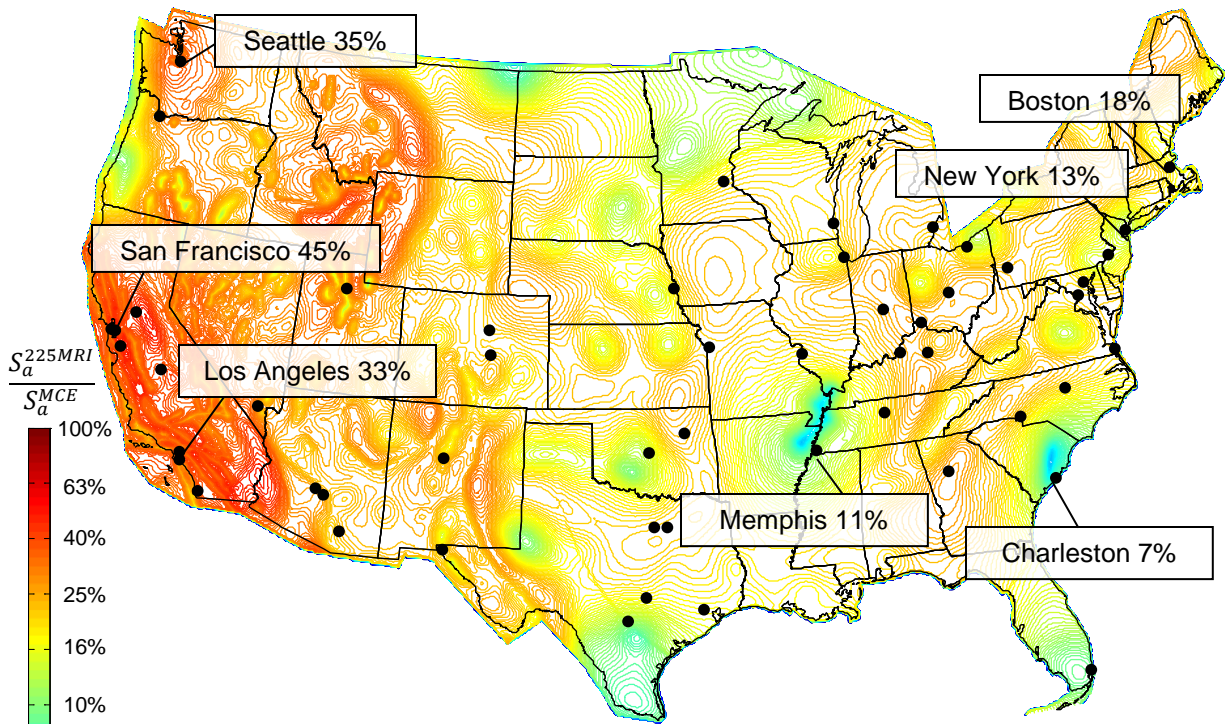 Seattle 35%
Boston 18%
New York 13%
San Francisco 45%
Los Angeles 33%
S_a^{225MRI}
S_a^{MCE}
100%
63%
40%
25%
16%
10%
Memphis 11%
Charleston 7%